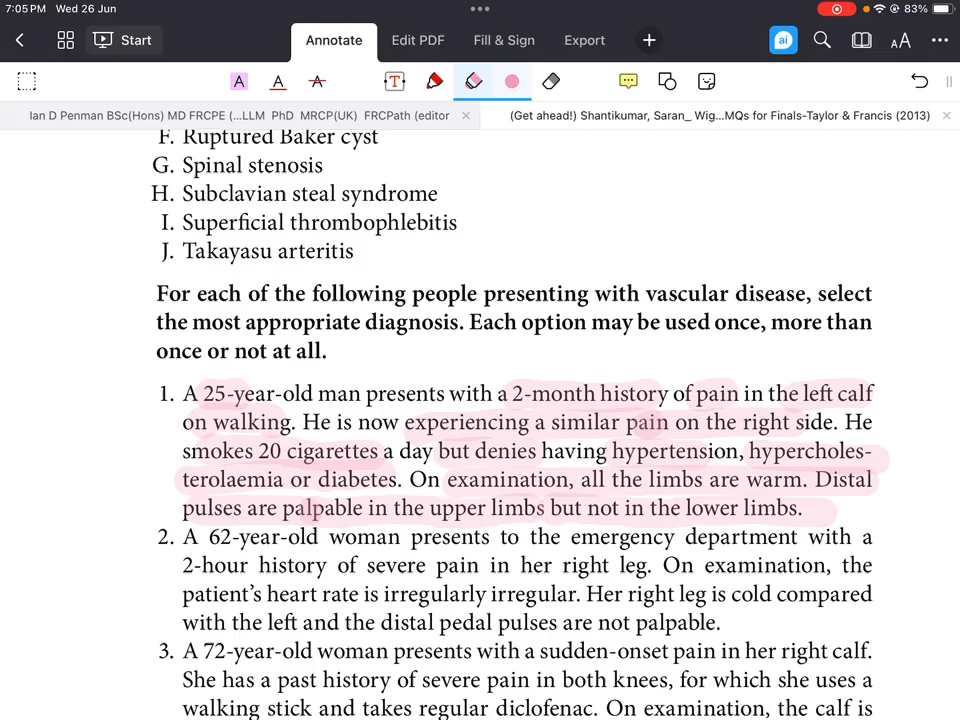 7:05 PM Wed 26 Jun
83%
Start
Annotate
Edit PDF
Fill & Sign
Export
ai
AA
A
A
A
T
Ian D Penman BSc(Hons) MD FRCPE (...LLM PhD MRCP(UK) FRCPath (editor
(Get ahead!) Shantikumar, Saran_ Wig...MQs for Finals-Taylor & Francis (2013)
F. Ruptured Baker cyst
G. Spinal stenosis
H. Subclavian steal syndrome
I. Superficial thrombophlebitis
J. Takayasu arteritis
For each of the following people presenting with vascular disease, select
the most appropriate diagnosis. Each option may be used once, more than
once or not at all.
1. A 25-year-old man presents with a 2-month history of pain in the left calf
on walking. He is now experiencing a similar pain on the right side. He
smokes 20 cigarettes a day but denies having hypertension, hypercholes-
terolaemia or diabetes. On examination, all the limbs are warm. Distal
pulses are palpable in the upper limbs but not in the lower limbs.
2. A 62-year-old woman presents to the emergency department with a
2-hour history of severe pain in her right leg. On examination, the
patient's heart rate is irregularly irregular. Her right leg is cold compared
with the left and the distal pedal pulses are not palpable.
3. A 72-year-old woman presents with a sudden-onset pain in her right calf.
She has a past history of severe pain in both knees, for which she uses a
walking stick and takes regular diclofenac. On examination, the calf is